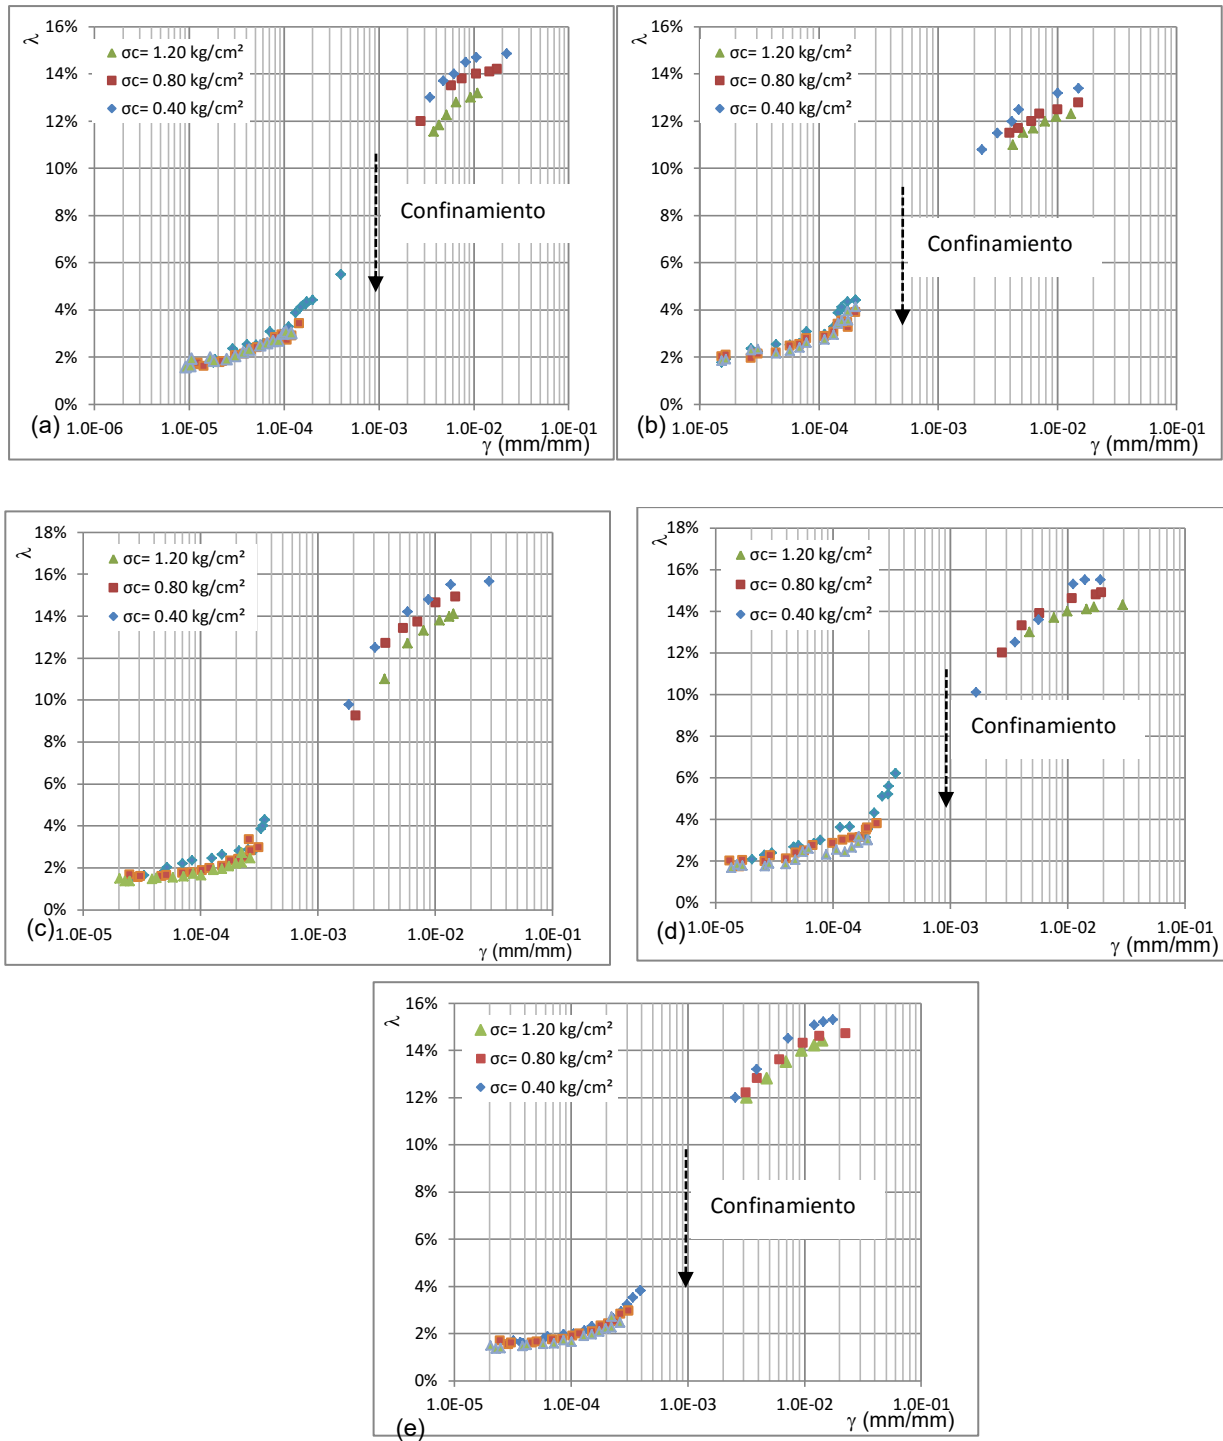 16%
14%
12%
10%
8%
6%
4%
2%
0%
λ
σc= 1.20 kg/cm²
σc= 0.80 kg/cm²
σc= 0.40 kg/cm²
Confinamiento
1.0E-06 1.0E-05 1.0E-04 1.0E-03 1.0E-02 1.0E-01
(a)
γ (mm/mm)
16%
14%
12%
10%
8%
6%
4%
2%
0%
λ
σc= 1.20 kg/cm²
σc= 0.80 kg/cm²
σc= 0.40 kg/cm²
Confinamiento
1.0E-05 1.0E-04 1.0E-03 1.0E-02 1.0E-01
(b)
γ (mm/mm)
18%
16%
14%
12%
10%
8%
6%
4%
2%
0%
λ
σc= 1.20 kg/cm²
σc= 0.80 kg/cm²
σc= 0.40 kg/cm²
1.0E-05 1.0E-04 1.0E-03 1.0E-02 1.0E-01
(c)
γ (mm/mm)
18%
16%
14%
12%
10%
8%
6%
4%
2%
0%
λ
σc= 1.20 kg/cm²
σc= 0.80 kg/cm²
σc= 0.40 kg/cm²
Confinamiento
1.0E-05 1.0E-04 1.0E-03 1.0E-02 1.0E-01
(d)
γ (mm/mm)
16%
14%
12%
10%
8%
6%
4%
2%
0%
λ
σc= 1.20 kg/cm²
σc= 0.80 kg/cm²
σc= 0.40 kg/cm²
Confinamiento
1.0E-05 1.0E-04 1.0E-03 1.0E-02 1.0E-01
(e)
γ (mm/mm)